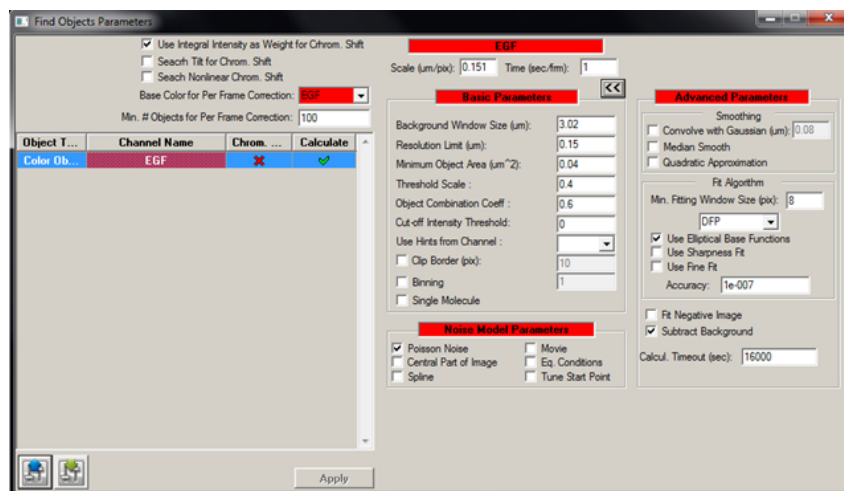 Find Objects Parameters
Use Integral Intensity as Weight for Crhrom. Shift
Seacrh Tilt for Chrom. Shift
Seach Nonlinear Chrom. Shift
Base Color for Per Frame Correction: EGF
Min. # Objects for Per Frame Correction: 100
Object T... Channel Name Chrom. ... Calculate
Color Ob... EGF
Apply
EGF
Scale (um/pix): 0.151 Time (sec/frm): 1
<<
Basic Parameters
Background Window Size (um): 3.02
Resolution Limit (um): 0.15
Minimum Object Area (um^2): 0.04
Threshold Scale : 0.4
Object Combination Coeff : 0.6
Cut-off Intensity Threshold: 0
Use Hints from Channel :
Clip Border (pix): 10
Binning 1
Single Molecule
Noise Model Parameters
Poisson Noise Movie
Central Part of Image Eq. Conditions
Spline Tune Start Point
Advanced Parameters
Smoothing
Convolve with Gaussian (um): 0.08
Median Smooth
Quadratic Approximation
Fit Algorithm
Min. Fitting Window Size (pix): 8
DFP
Use Elliptical Base Functions
Use Sharpness Fit
Use Fine Fit
Accuracy: 1e-007
Fit Negative Image
Subtract Background
Calcul. Timeout (sec): 16000